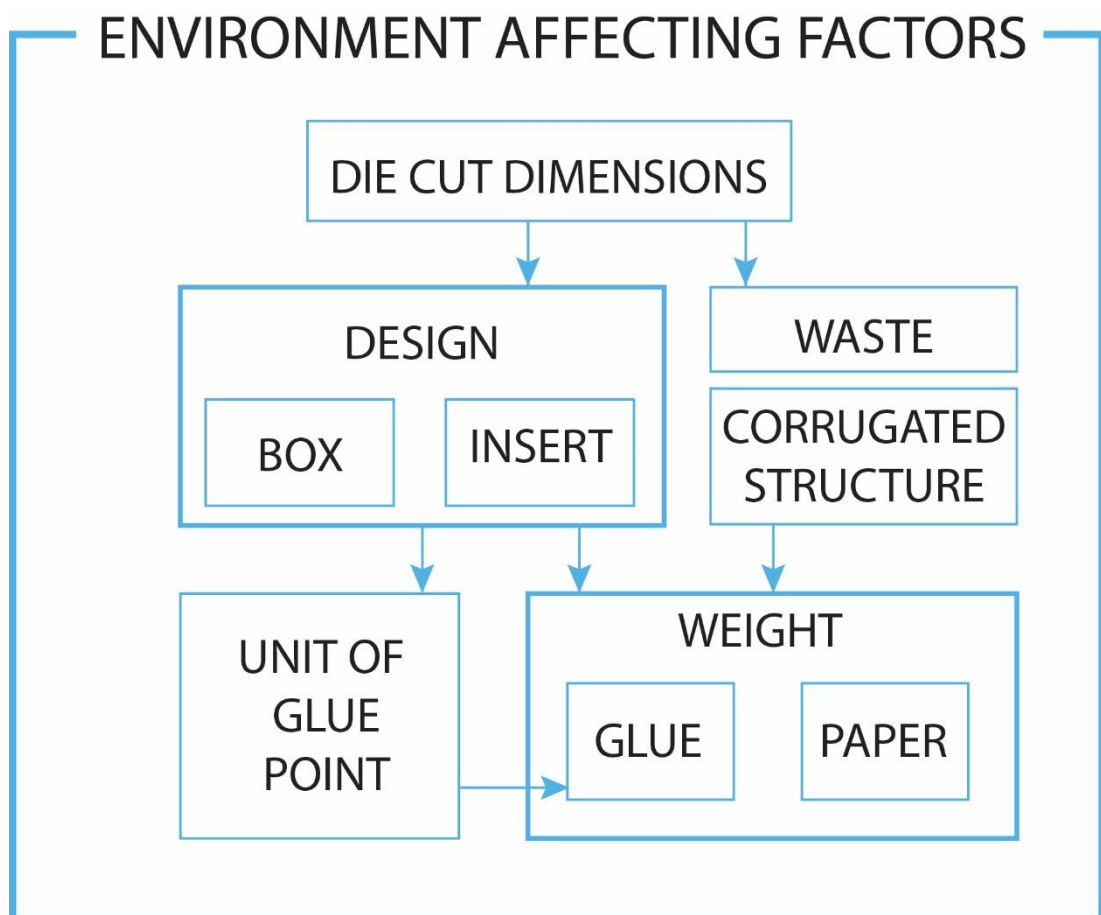 ENVIRONMENT AFFECTING FACTORS
DIE CUT DIMENSIONS
DESIGN
BOX
INSERT
WASTE
CORRUGATED
STRUCTURE
UNIT OF
GLUE
POINT
WEIGHT
GLUE
PAPER